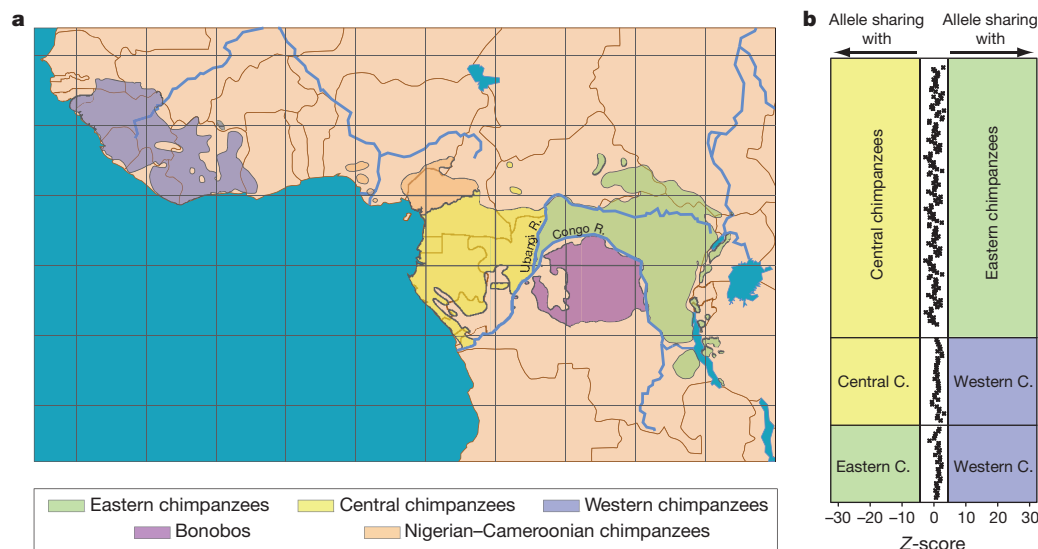 a
Ubangi R.
Congo R.
Eastern chimpanzees
Central chimpanzees
Western chimpanzees
Bonobos
Nigerian–Cameroonian chimpanzees
b
Allele sharing with
Allele sharing with
Central chimpanzees
Eastern chimpanzees
Central C.
Western C.
Eastern C.
Western C.
–30 –20 –10 0 10 20 30
Z-score